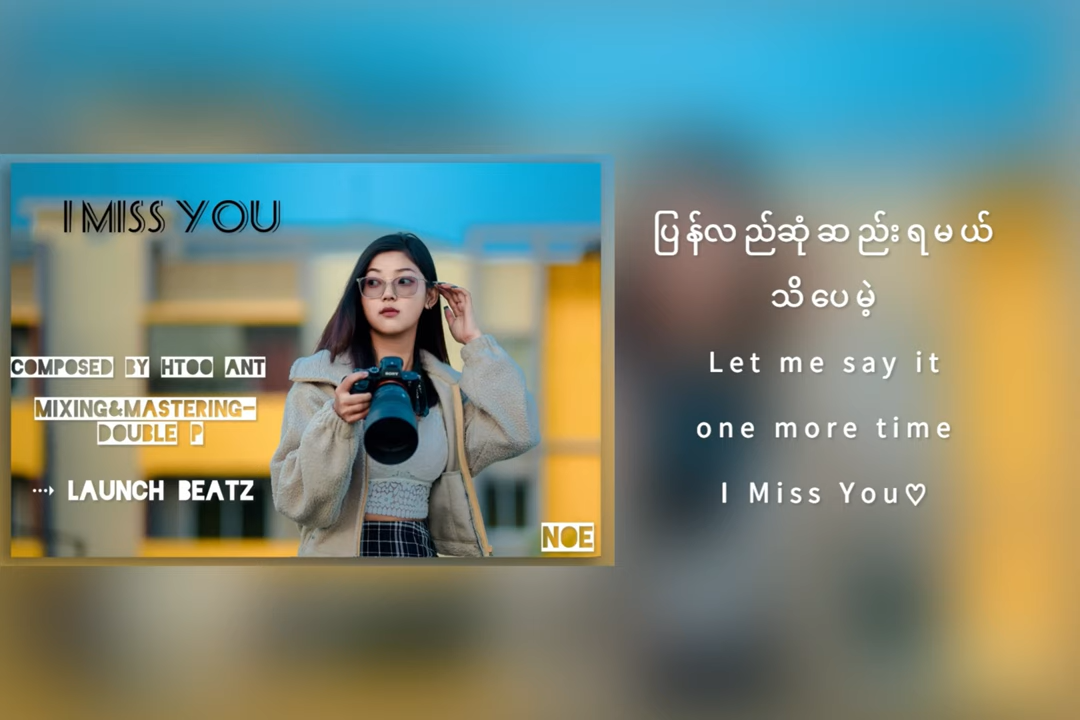 I MISS YOU
COMPOSED BY HTOO ANT
MIXING&MASTERING-
DOUBLE P
LAUNCH BEATZ
NOE
ပြန်လည်ဆုံဆည်းရမယ်
သိပေမဲ့
Let me say it
one more time
I Miss You♡